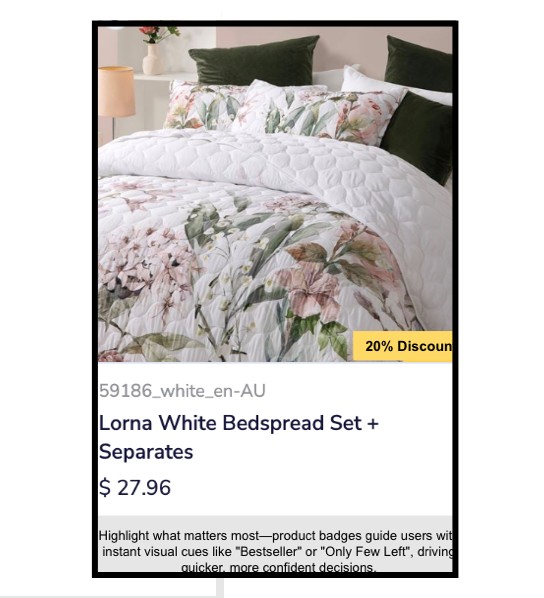 20% Discoun
59186_white_en-AU
Lorna White Bedspread Set +
Separates
$ 27.96
Highlight what matters most—product badges guide users wit
instant visual cues like "Bestseller" or "Only Few Left", driving
quicker, more confident decisions.